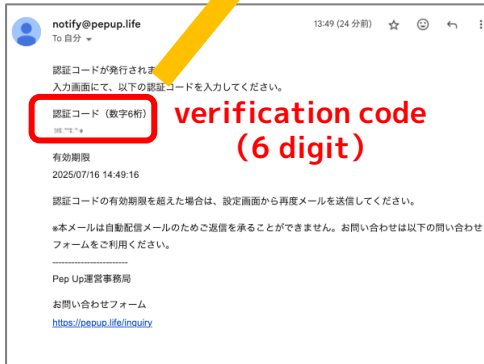 notify@pepup.life
13:49 (24 分前)
To 自分
認証コードが発行されま
入力画面にて、以下の認証コードを入力してください。
認証コード（数字6桁）
verification code
（6 digit）
有効期限
2025/07/16 14:49:16
認証コードの有効期限を超えた場合は、設定画面から再度メールを送信してください。
※本メールは自動配信メールのためご返信を承ることができません。お問い合わせは以下の問い合わせ
フォームをご利用ください。
------------------------
Pep Up運営事務局
お問い合わせフォーム
https://pepup.life/inquiry